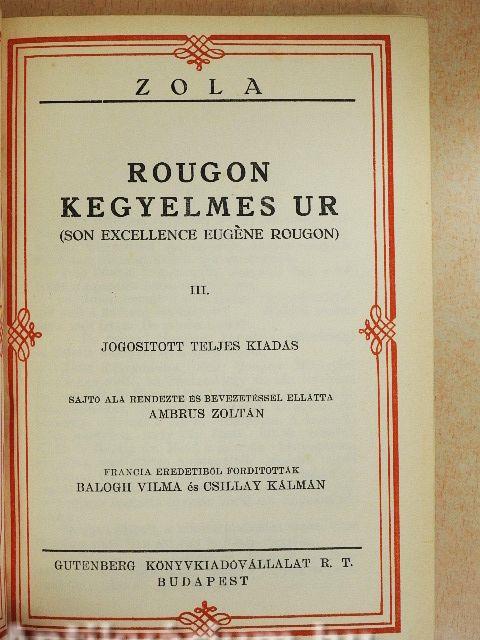 ZOLA
ROUGON
KEGYELMES UR
(SON EXCELLENCE EUGÈNE ROUGON)
III.
JOGOSITOTT TELJES KIADÁS
SAJTÓ ALÁ RENDEZTE ÉS BEVEZETÉSSEL ELLÁTTA
AMBRUS ZOLTÁN
FRANCIA EREDETIBŐL FORDITOTTÁK
BALOGH VILMA és CSILLAY KÁLMÁN
GUTENBERG KÖNYVKIADÓVÁLLALAT R. T.
BUDAPEST